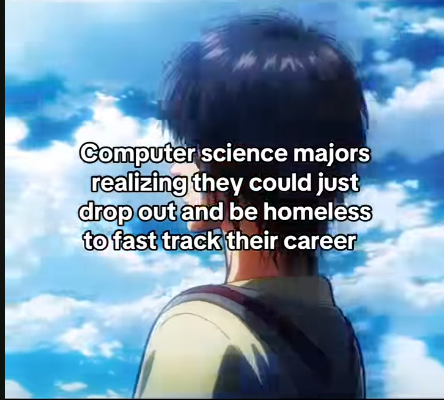 Computer science majors
realizing they could just
drop out and be homeless
to fast track their career